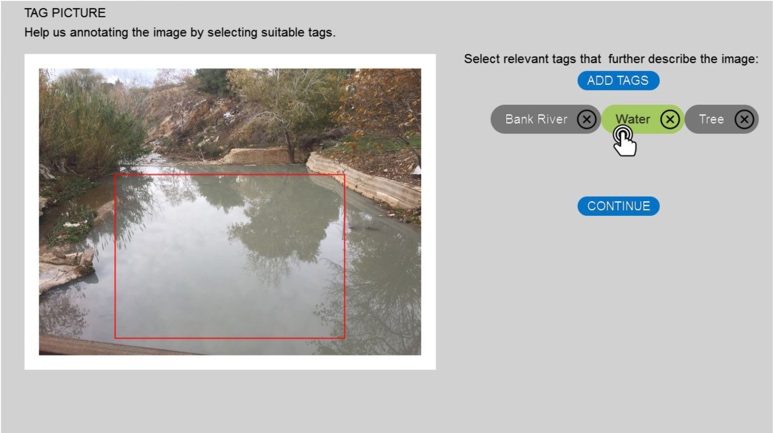 TAG PICTURE
Help us annotating the image by selecting suitable tags.
Select relevant tags that further describe the image:
ADD TAGS
Bank River Water Tree
CONTINUE